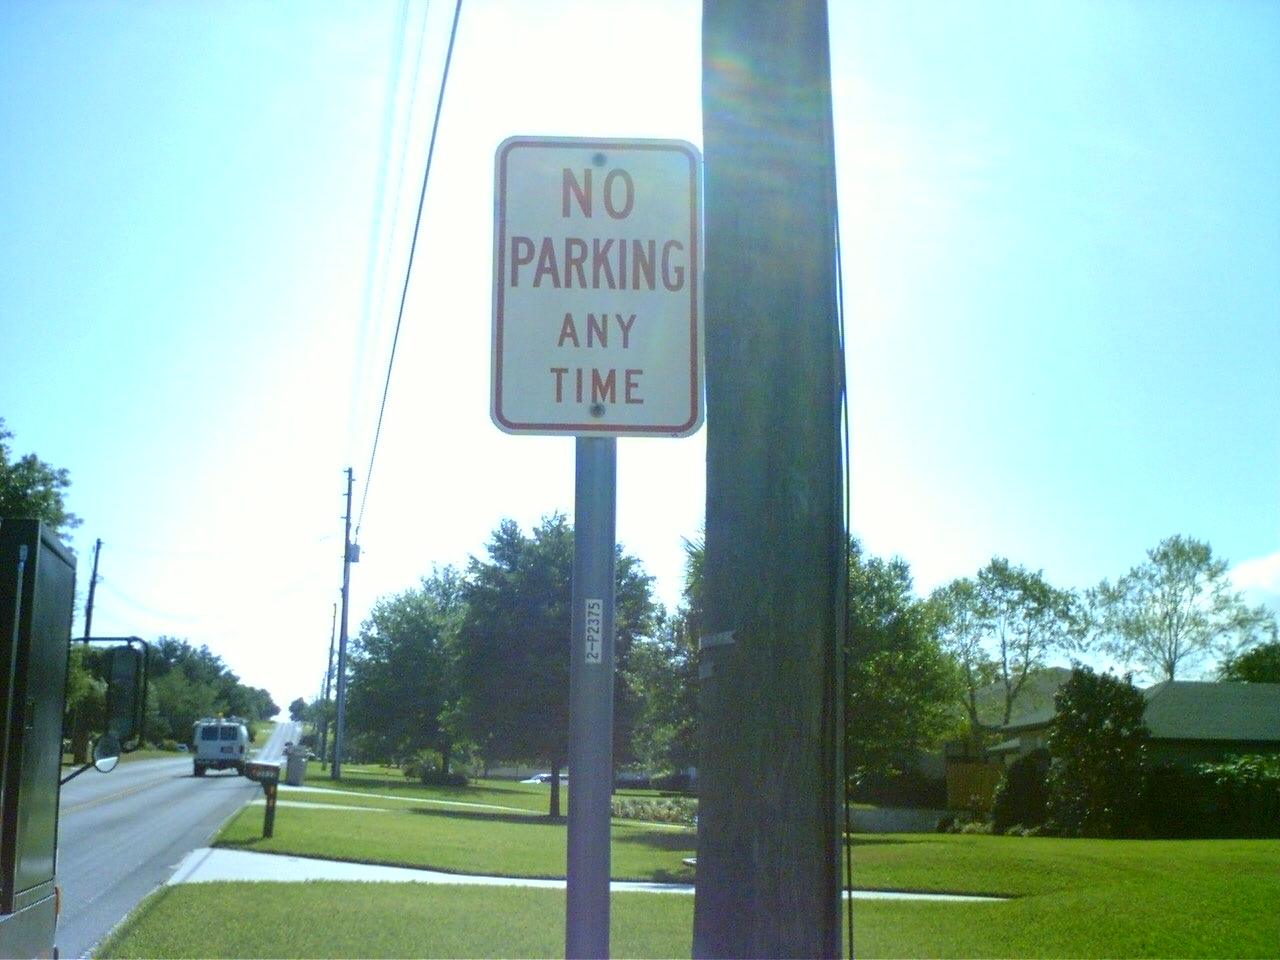 NO
PARKING
ANY
TIME
2-P2375